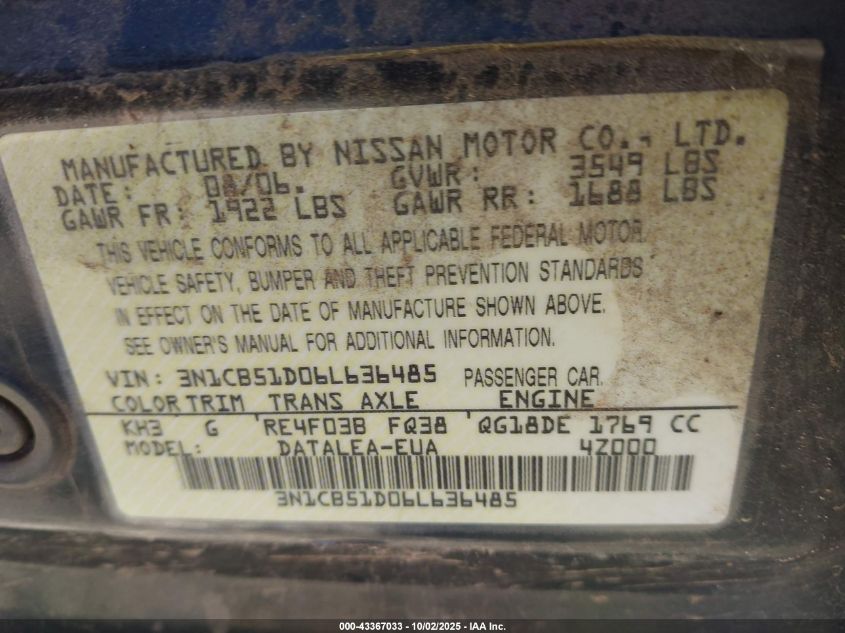 MANUFACTURED BY NISSAN MOTOR CO., LTD.
DATE: GVWR: 3549 LBS
GAWR FR: 1922 LBS GAWR RR: 1688 LBS
THIS VEHICLE CONFORMS TO ALL APPLICABLE FEDERAL MOTOR
VEHICLE SAFETY, BUMPER AND THEFT PREVENTION STANDARDS
IN EFFECT ON THE DATE OF MANUFACTURE SHOWN ABOVE.
SEE OWNER'S MANUAL FOR ADDITIONAL INFORMATION.
VIN: 3N1CB51D06L636485 PASSENGER CAR
COLOR TRIM TRANS AXLE ENGINE
KH3 G RE4F03B FQ38 QG18DE 1769 CC
MODEL: DATALEA-EUA 4Z000
3N1CB51D06L636485
000-43367033 - 10/02/2025 - IAA Inc.